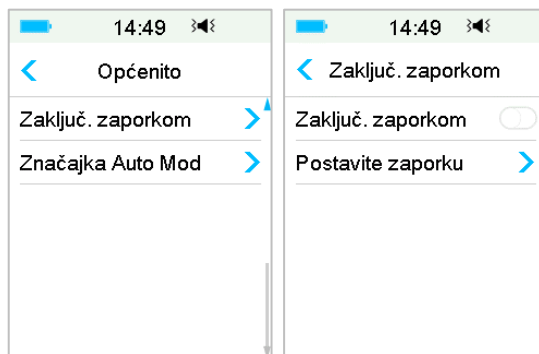 14:49
Općenito
Zaključ. zaporkom
Značajka Auto Mod
14:49
Zaključ. zaporkom
Zaključ. zaporkom
Postavite zaporku